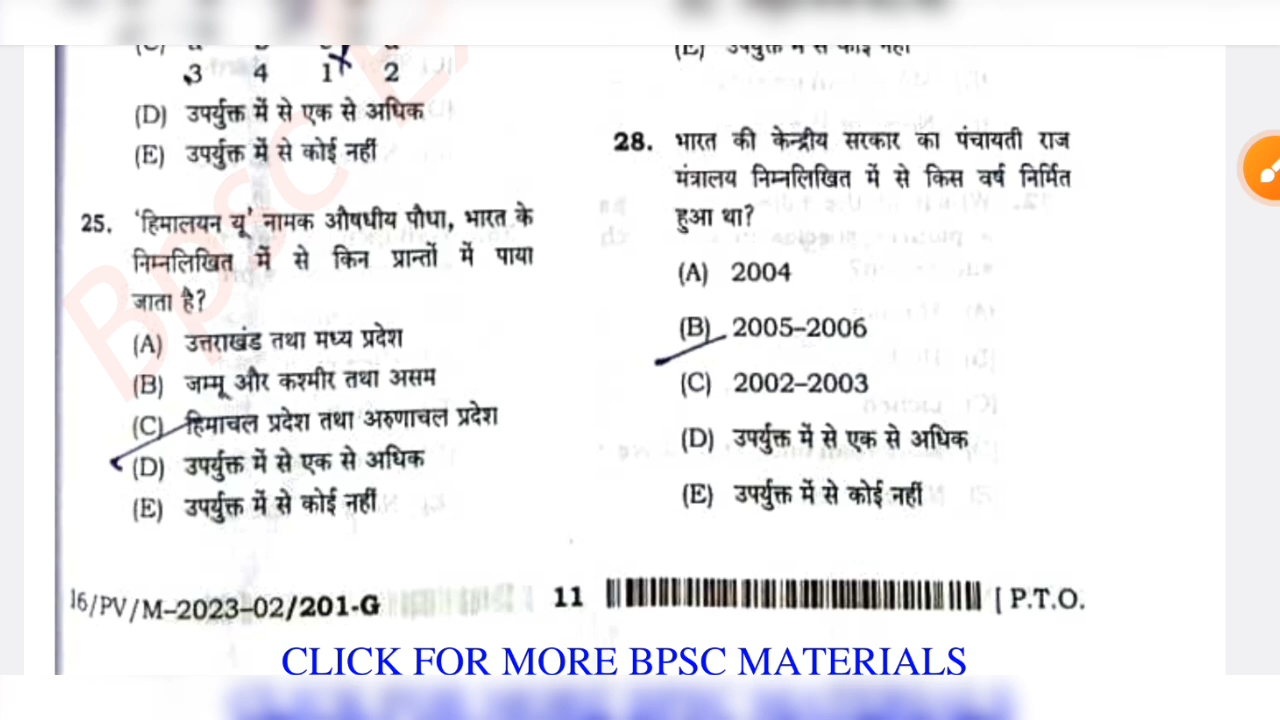 3 4 1 2
(D) उपर्युक्त में से एक से अधिक
(E) उपर्युक्त में से कोई नहीं
25. 'हिमालयन यू' नामक औषधीय पौधा, भारत के
निम्नलिखित में से किन प्रान्तों में पाया
जाता है?
(A) उत्तराखंड तथा मध्य प्रदेश
(B) जम्मू और कश्मीर तथा असम
(C) हिमाचल प्रदेश तथा अरुणाचल प्रदेश
(D) उपर्युक्त में से एक से अधिक
(E) उपर्युक्त में से कोई नहीं
(E) उपर्युक्त में से कोई नहीं
28. भारत की केन्द्रीय सरकार का पंचायती राज
मंत्रालय निम्नलिखित में से किस वर्ष निर्मित
हुआ था?
(A) 2004
(B) 2005–2006
(C) 2002–2003
(D) उपर्युक्त में से एक से अधिक
(E) उपर्युक्त में से कोई नहीं
16/PV/M–2023–02/201-G 11 [ P.T.O.
CLICK FOR MORE BPSC MATERIALS
Bpsc E